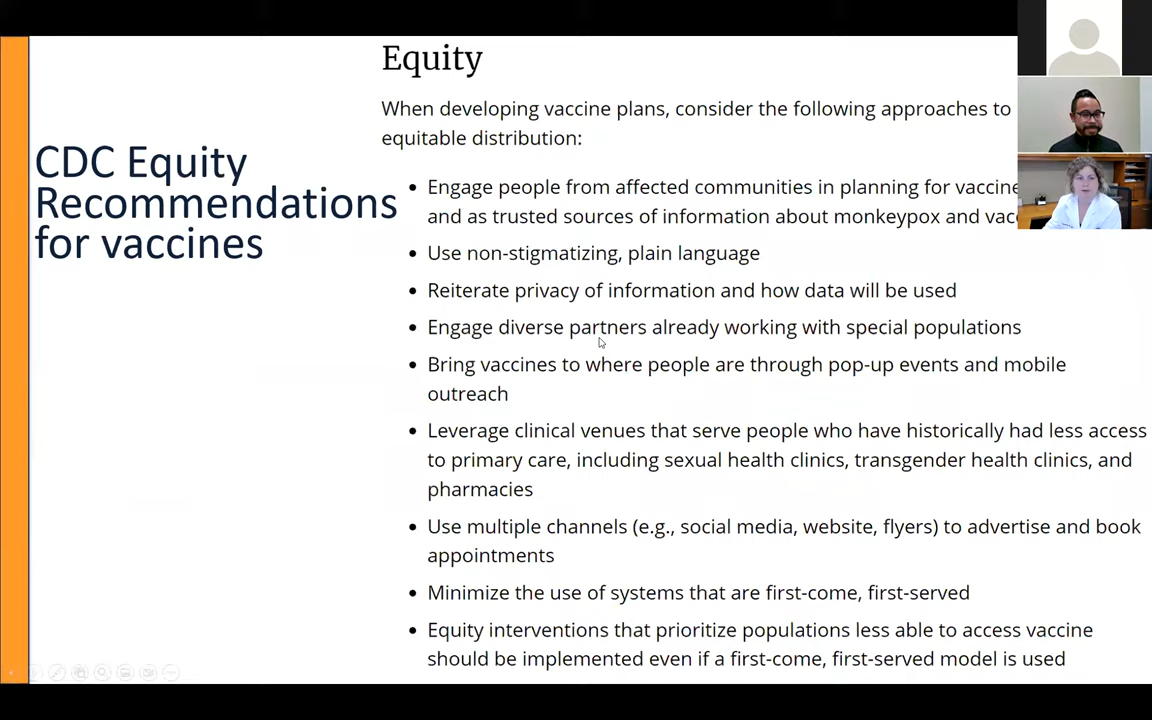 CDC Equity
Recommendations
for vaccines
Equity
When developing vaccine plans, consider the following approaches to
equitable distribution:
• Engage people from affected communities in planning for vaccine
and as trusted sources of information about monkeypox and
• Use non-stigmatizing, plain language
• Reiterate privacy of information and how data will be used
• Engage diverse partners already working with special populations
• Bring vaccines to where people are through pop-up events and mobile
outreach
• Leverage clinical venues that serve people who have historically had less access
to primary care, including sexual health clinics, transgender health clinics, and
pharmacies
• Use multiple channels (e.g., social media, website, flyers) to advertise and book
appointments
• Minimize the use of systems that are first-come, first-served
• Equity interventions that prioritize populations less able to access vaccine
should be implemented even if a first-come, first-served model is used